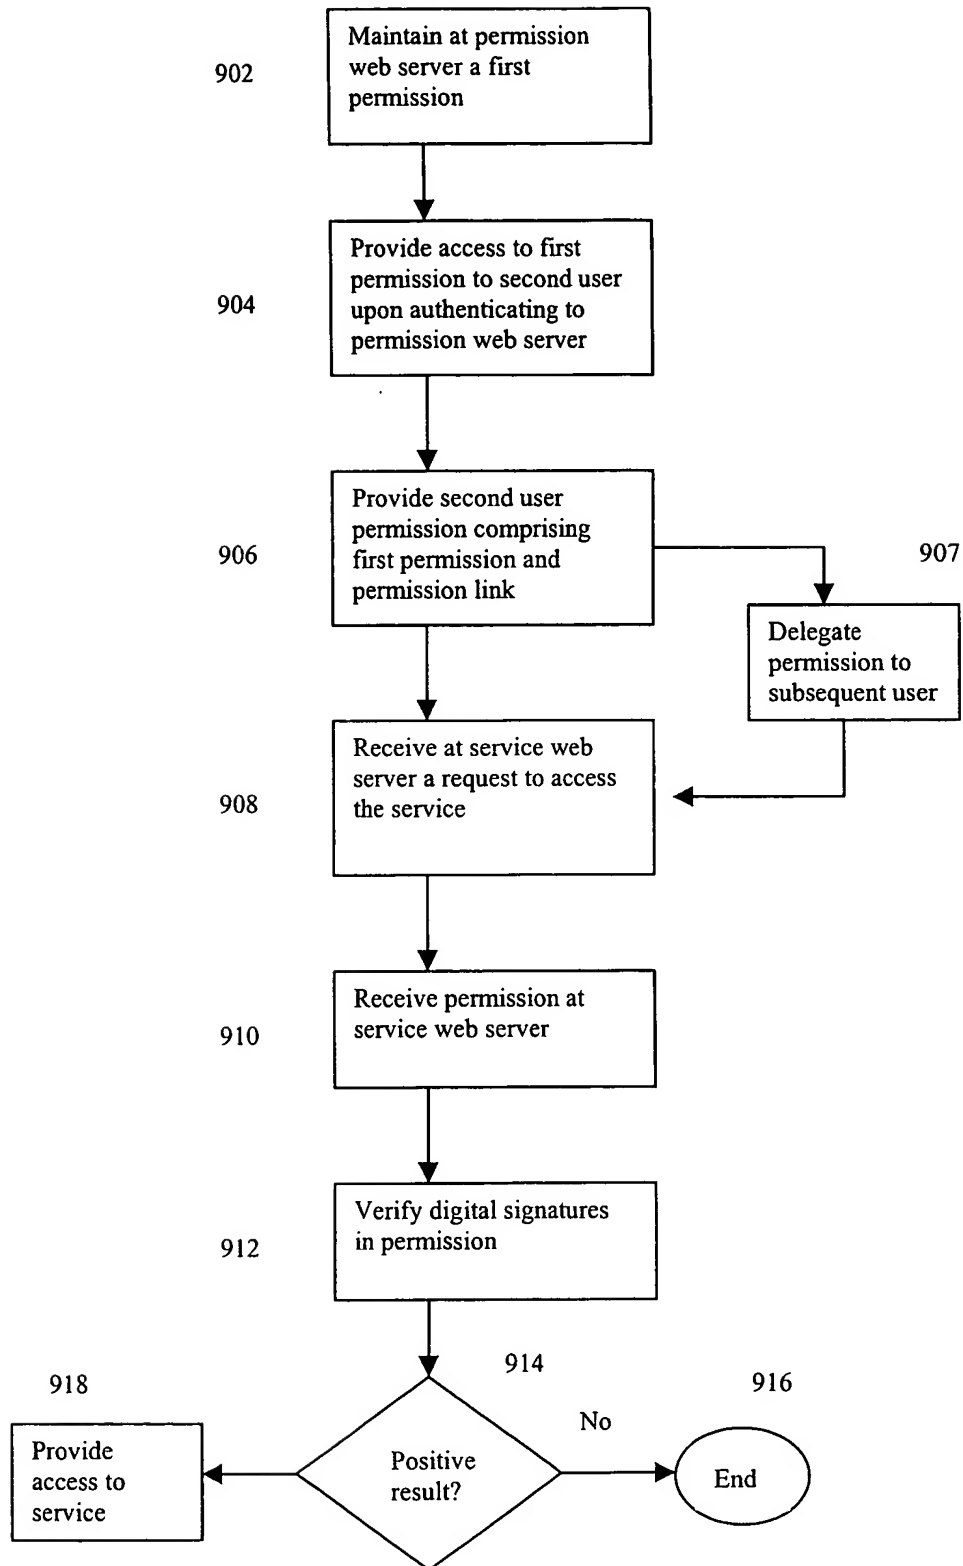 902
Maintain at permission
web server a first
permission
904
Provide access to first
permission to second user
upon authenticating to
permission web server
906
Provide second user
permission comprising
first permission and
permission link
907
Delegate
permission to
subsequent user
908
Receive at service web
server a request to access
the service
910
Receive permission at
service web server
912
Verify digital signatures
in permission
914
Positive
result?
No
916
End
918
Provide
access to
service